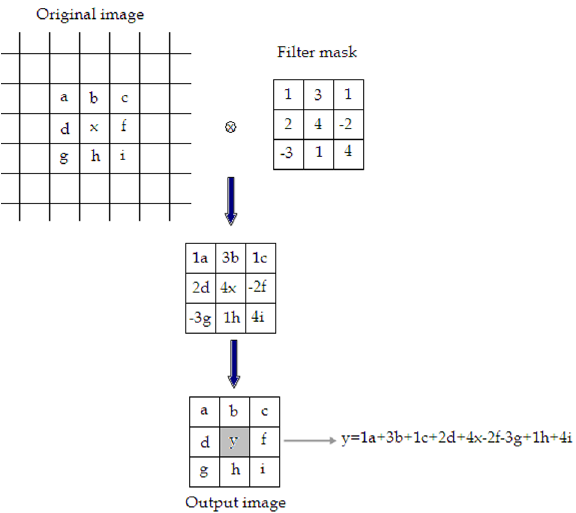 Original image
Filter mask
a b c
d x f
g h i
⊗
1 3 1
2 4 -2
-3 1 4
1a 3b 1c
2d 4x -2f
-3g 1h 4i
a b c
d y f
g h i
y=1a+3b+1c+2d+4x-2f-3g+1h+4i
Output image